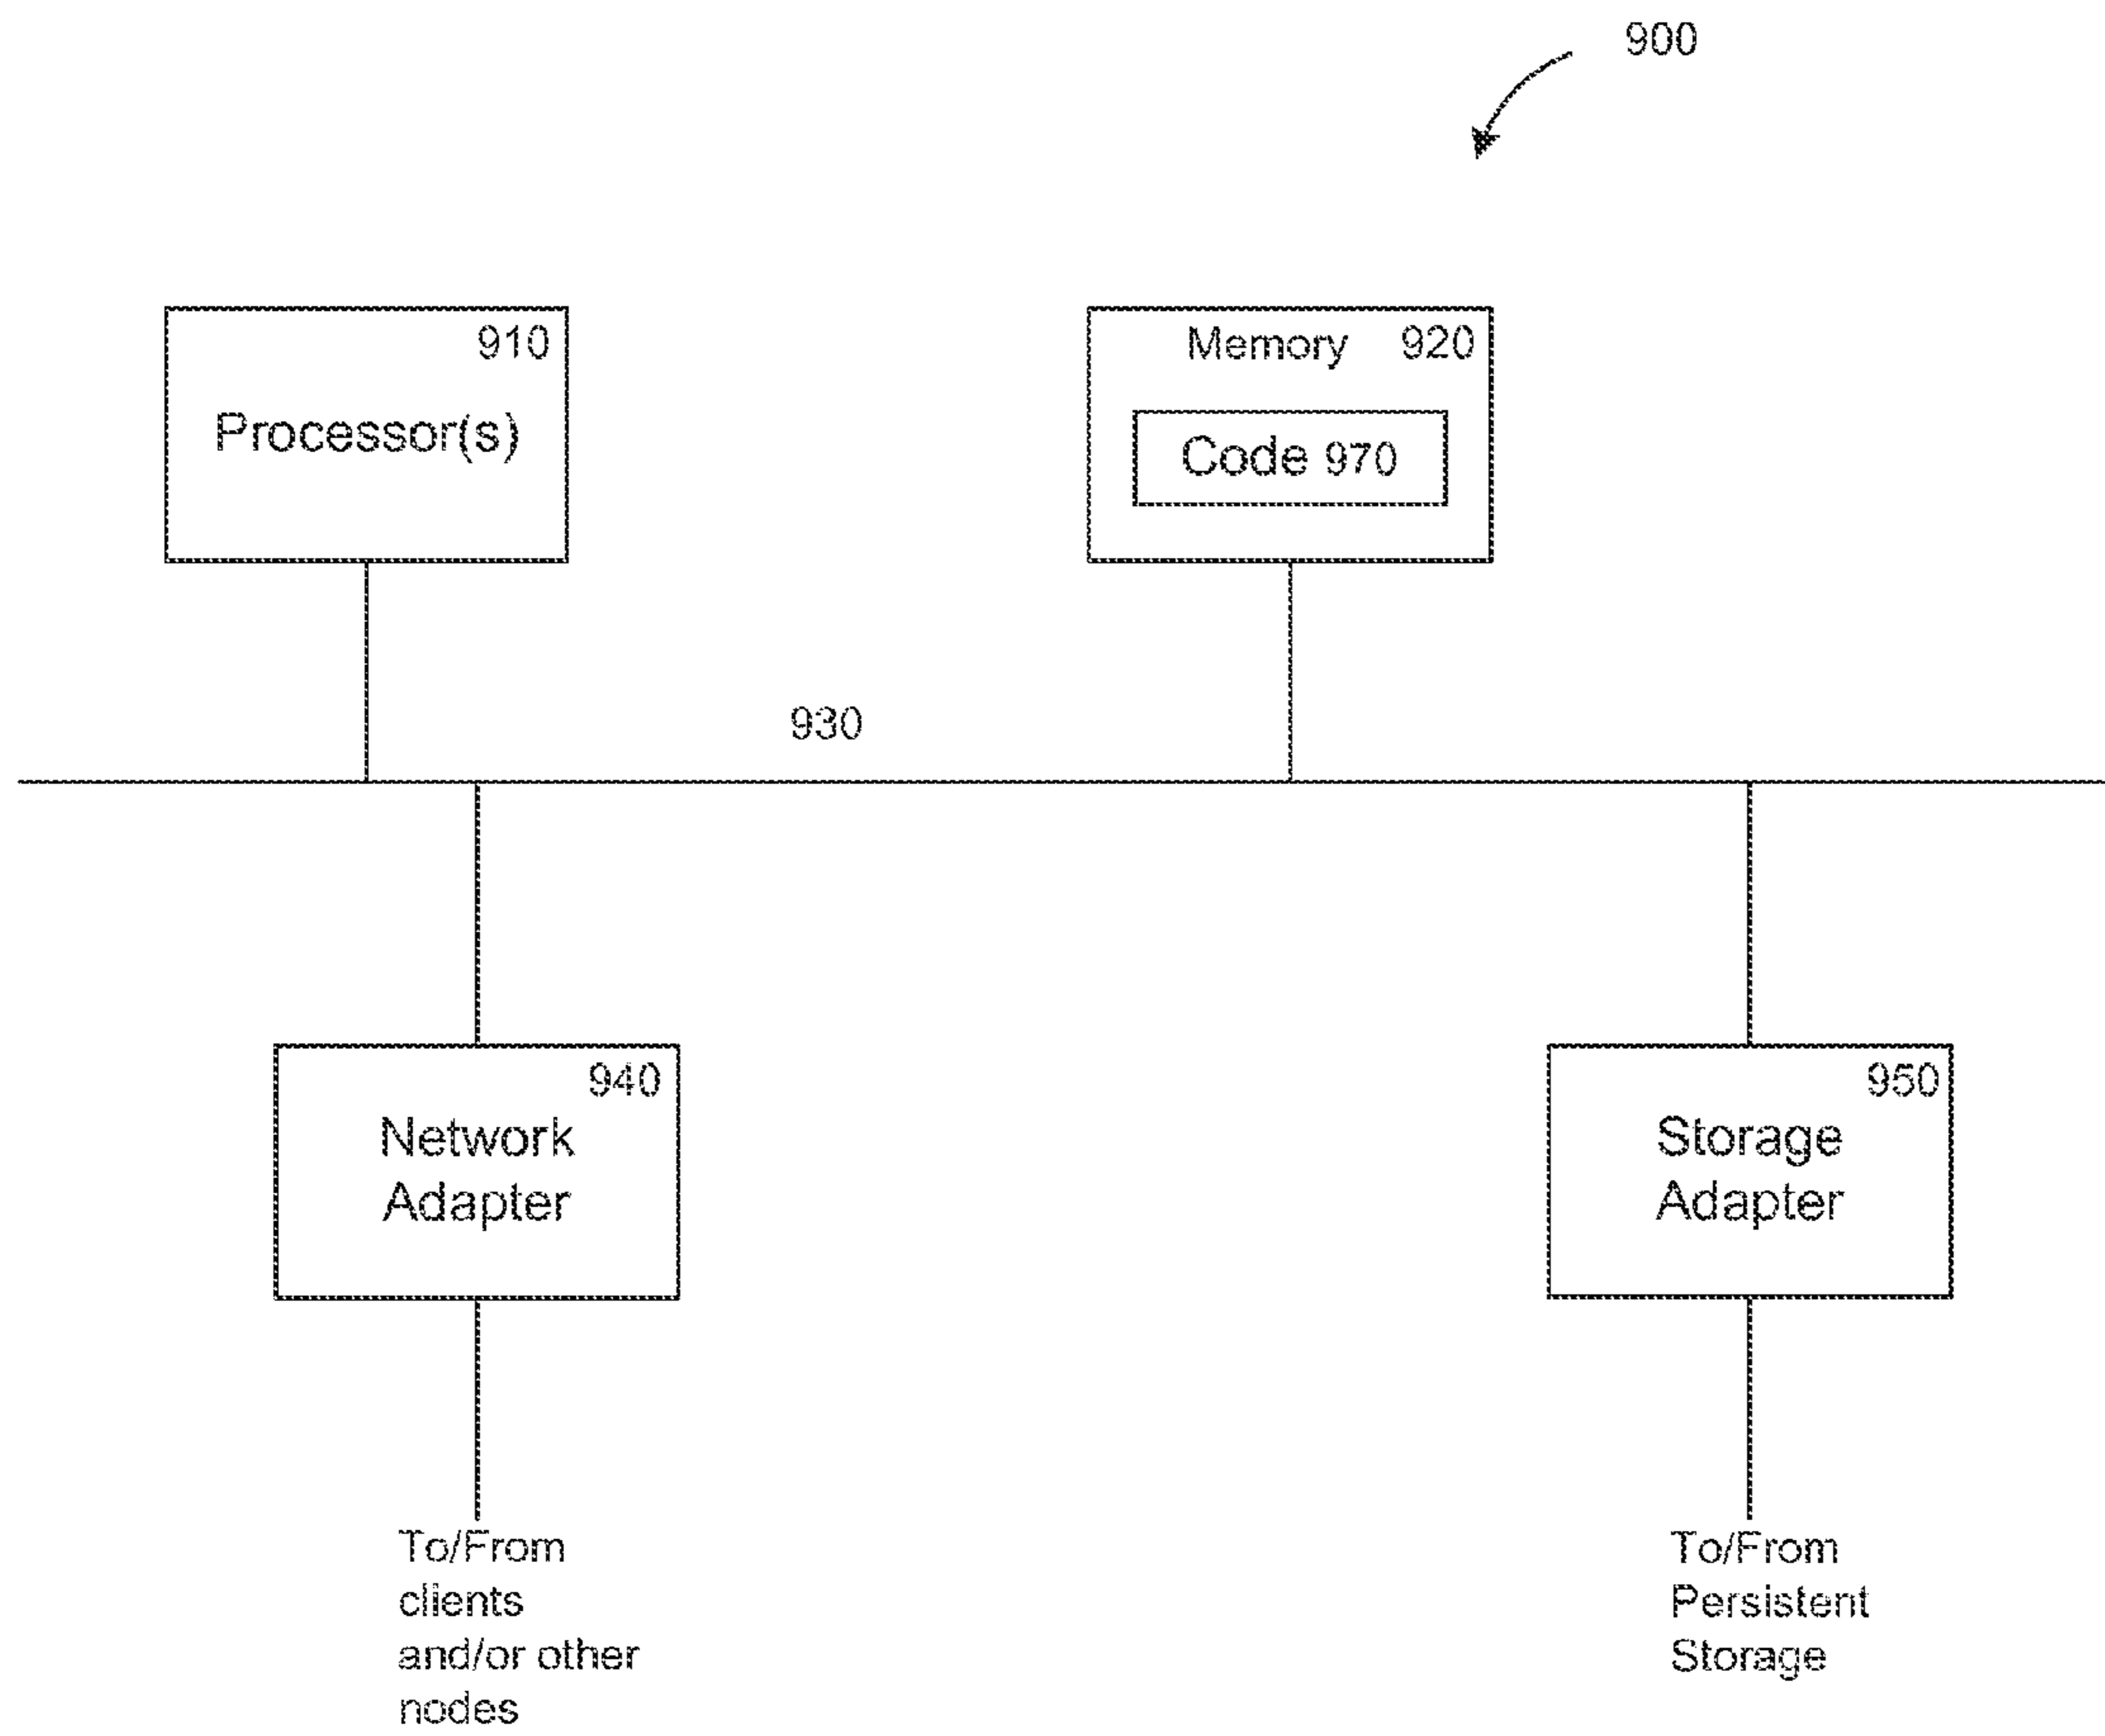 900
910
Processor(s)
Memory 920
Code 970
930
940
Network
Adapter
950
Storage
Adapter
To/From
clients
and/or other
nodes
To/From
Persistent
Storage